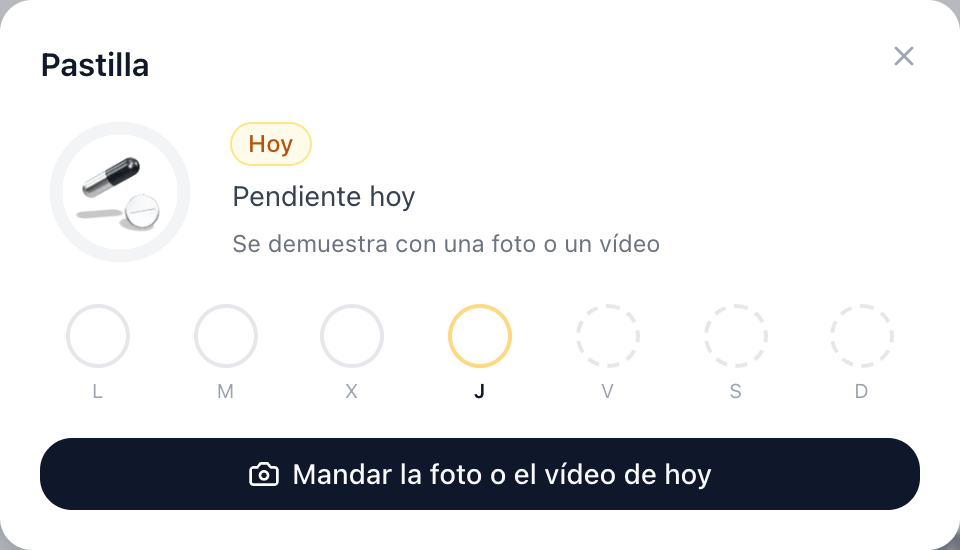 Pastilla
Hoy
Pendiente hoy
Se demuestra con una foto o un vídeo
L M X J V S D
Mandar la foto o el vídeo de hoy